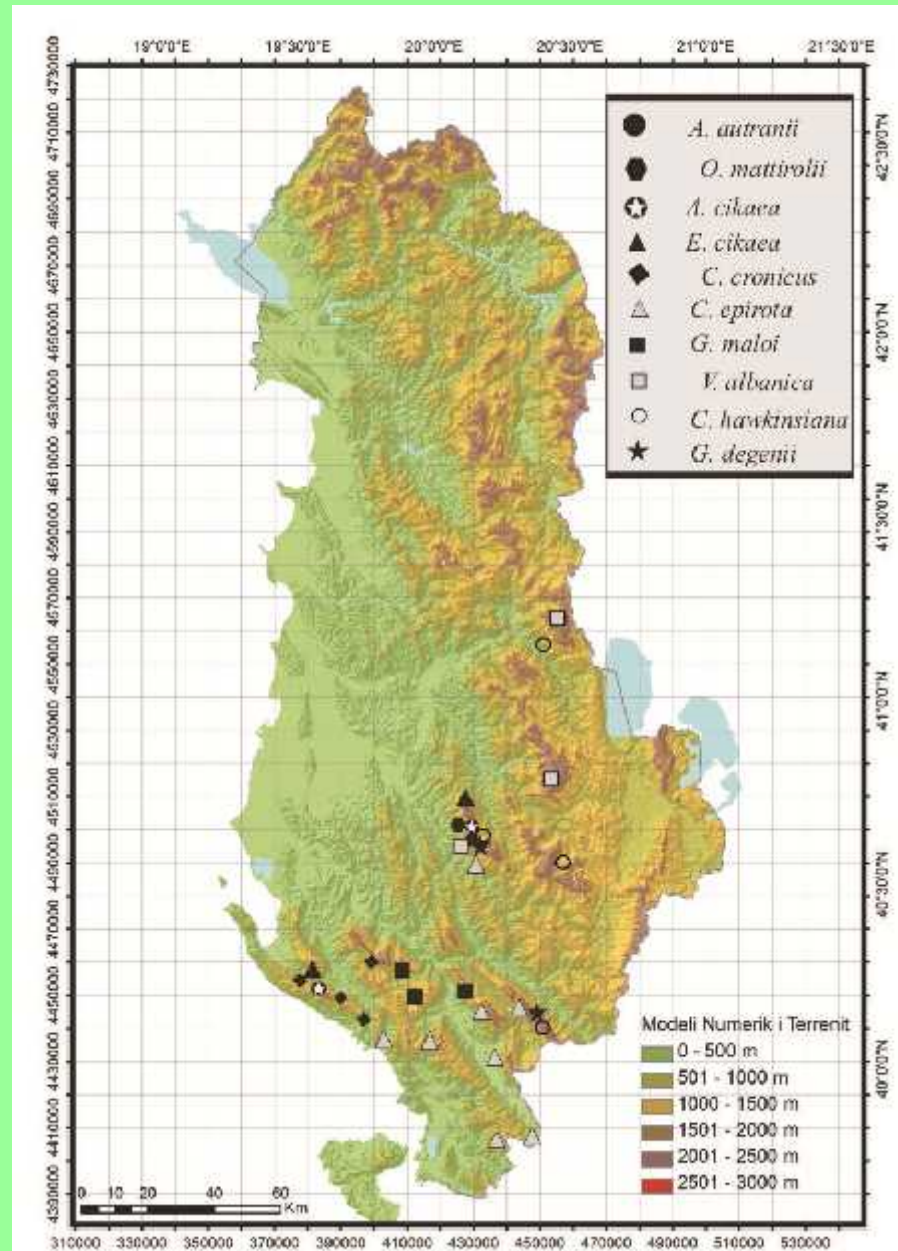 19°0'0"E 19°30'0"E 20°0'0"E 20°30'0"E 21°0'0"E 21°30'0"E
4730000
4710000
4690000
4670000
4650000
4630000
4610000
4590000
4570000
4550000
4530000
4510000
4490000
4470000
4450000
4430000
4410000
4390000
42°30'0"N
42°0'0"N
41°30'0"N
41°0'0"N
40°30'0"N
40°0'0"N
A. autranii
O. mattirolii
A. cikaea
E. cikaea
C. cronicus
C. epirota
G. maloi
V. albanica
C. hawkinsiana
G. degenii
Modeli Numerik i Terrenit
0 - 500 m
501 - 1000 m
1000 - 1500 m
1501 - 2000 m
2001 - 2500 m
2501 - 3000 m
0 10 20 40 60
Km
310000 330000 350000 370000 390000 410000 430000 450000 470000 490000 510000 530000